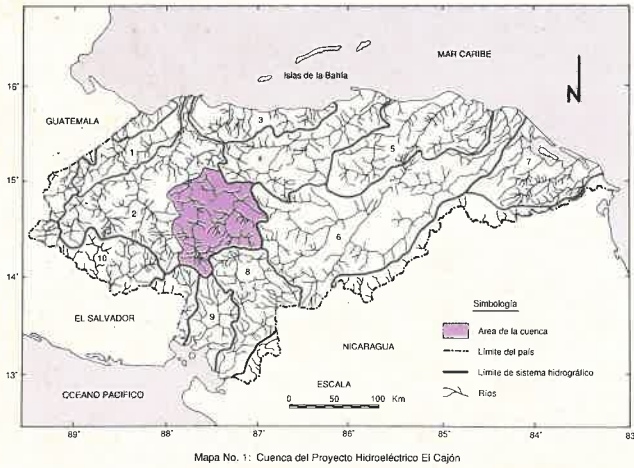 MAR CARIBE
Islas de la Bahía
N
16°
GUATEMALA
3
1
5
7
15°
2
6
10
8
14°
EL SALVADOR
9
Simbología
Area de la cuenca
NICARAGUA
Límite del país
13°
ESCALA
Límite de sistema hidrográfico
0 50 100 Km
OCEANO PACIFICO
Ríos
89° 88° 87° 86° 85° 84° 83°
Mapa No. 1: Cuenca del Proyecto Hidroeléctrico El Cajón